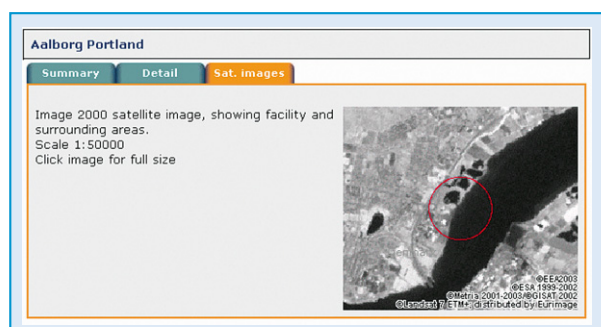 Aalborg Portland
Summary Detail Sat. images
Image 2000 satellite image, showing facility and
surrounding areas.
Scale 1:50000
Click image for full size
©EEA2003
©ESA 1999-2002
©Metria 2001-2003/©GISAT 2002
©Landsat 7 ETM+, distributed by Eurimage